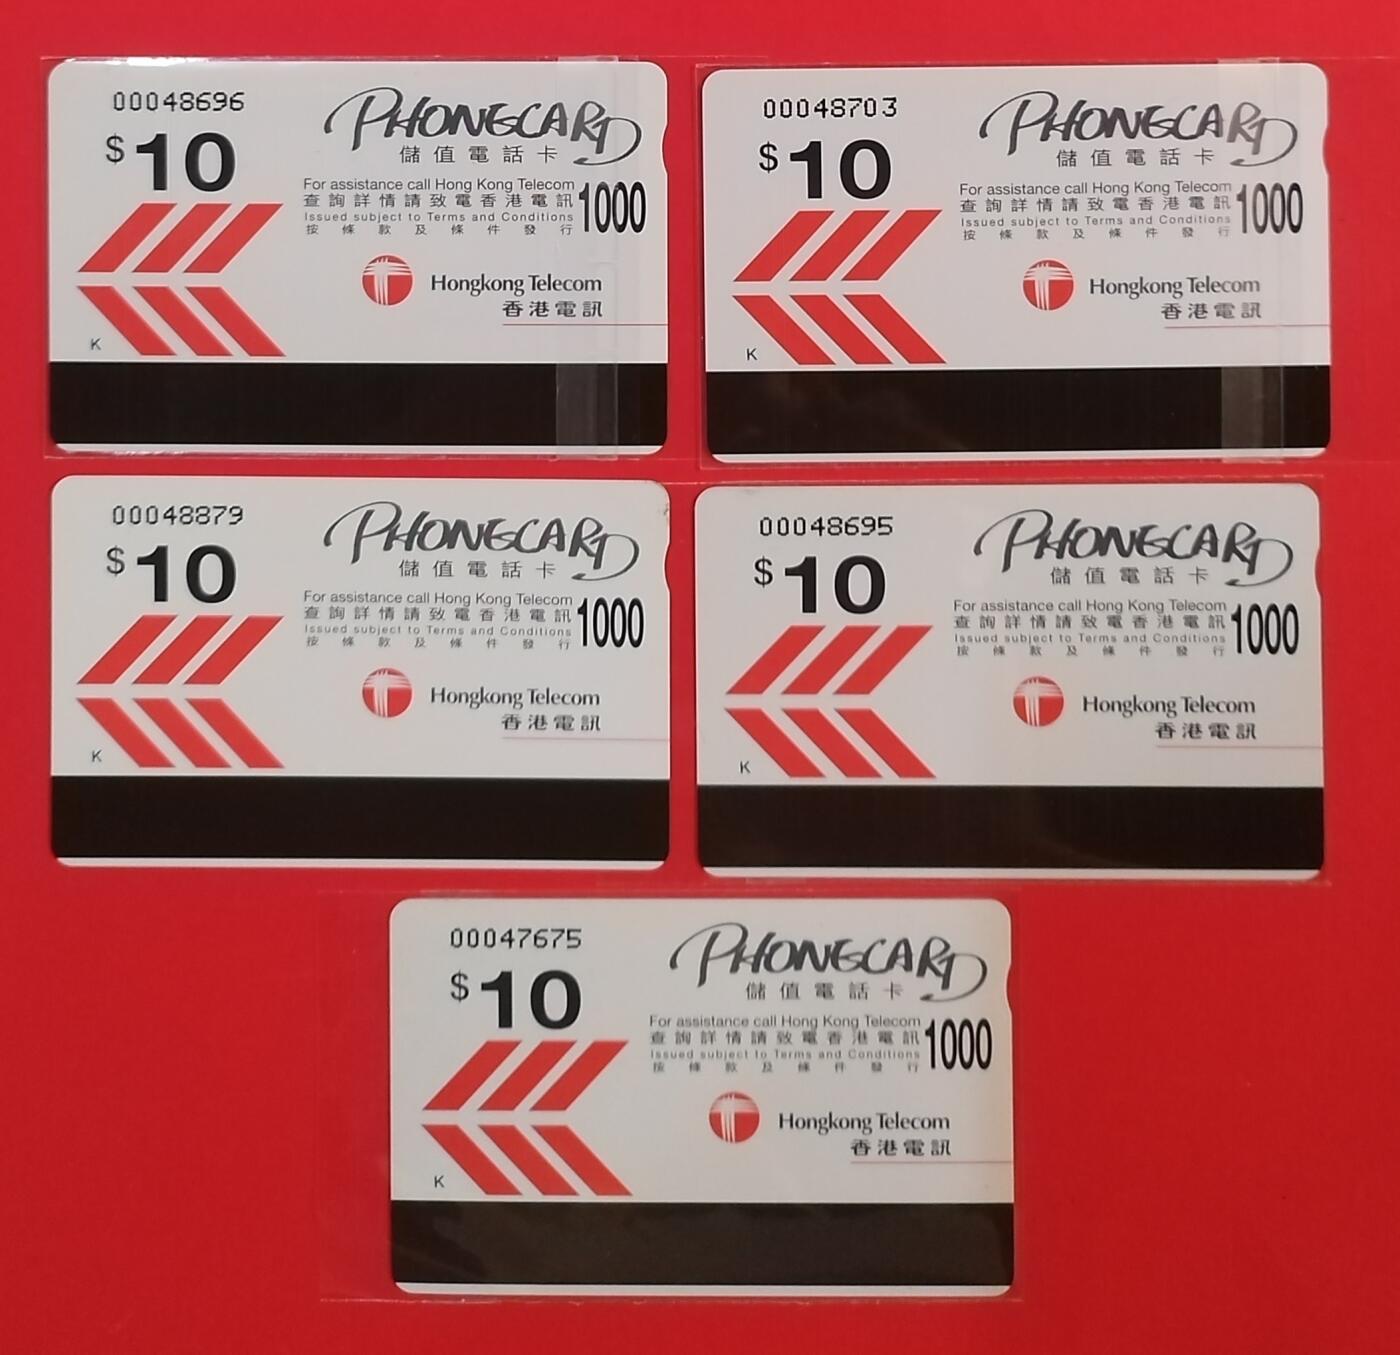 00048696
$10
PHONECARD
儲值電話卡
For assistance call Hong Kong Telecom
查詢詳情請致電香港電訊
1000
Issued subject to Terms and Conditions
按條款及條件發行
Hongkong Telecom
香港電訊
K
00048703
$10
PHONECARD
儲值電話卡
For assistance call Hong Kong Telecom
查詢詳情請致電香港電訊
1000
Issued subject to Terms and Conditions
按條款及條件發行
Hongkong Telecom
香港電訊
K
00048879
$10
PHONECARD
儲值電話卡
For assistance call Hong Kong Telecom
查詢詳情請致電香港電訊
1000
Issued subject to Terms and Conditions
按條款及條件發行
Hongkong Telecom
香港電訊
K
00048695
$10
PHONECARD
儲值電話卡
For assistance call Hong Kong Telecom
查詢詳情請致電香港電訊
1000
Issued subject to Terms and Conditions
按條款及條件發行
Hongkong Telecom
香港電訊
K
00047675
$10
PHONECARD
儲值電話卡
For assistance call Hong Kong Telecom
查詢詳情請致電香港電訊
1000
Issued subject to Terms and Conditions
按條款及條件發行
Hongkong Telecom
香港電訊
K